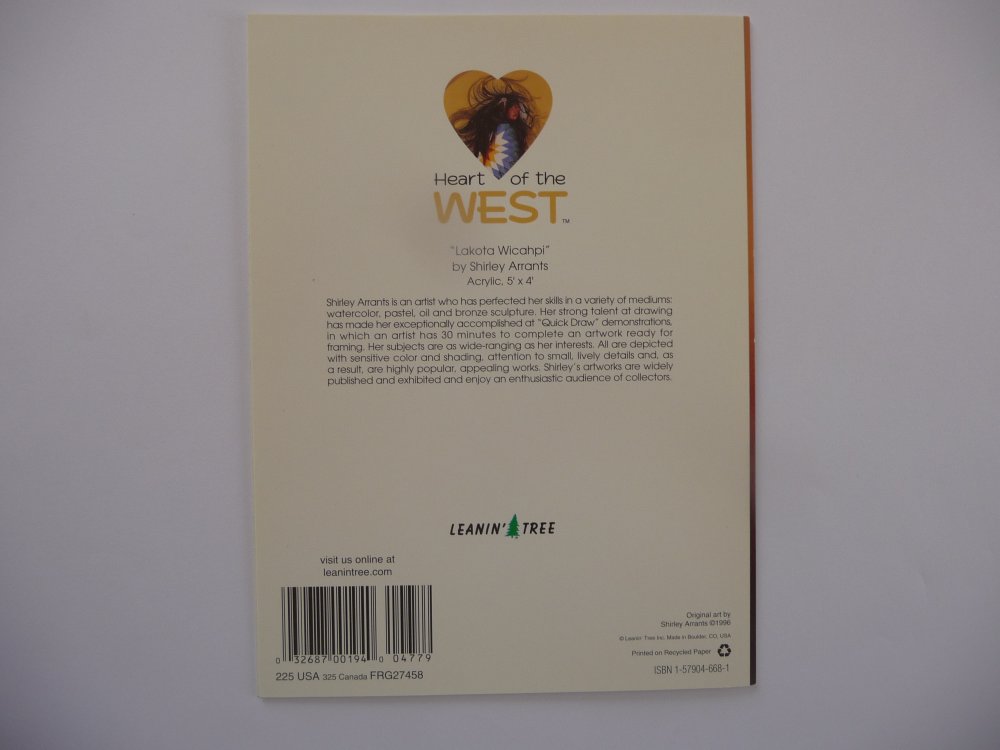 Heart of the
WEST™
"Lakota Wicahpi"
by Shirley Arrants
Acrylic, 5' x 4'
Shirley Arrants is an artist who has perfected her skills in a variety of mediums:
watercolor, pastel, oil and bronze sculpture. Her strong talent at drawing
has made her exceptionally accomplished at "Quick Draw" demonstrations,
in which an artist has 30 minutes to complete an artwork ready for
framing. Her subjects are as wide-ranging as her interests. All are depicted
with sensitive color and shading, attention to small, lively details and, as
a result, are highly popular, appealing works. Shirley's artworks are widely
published and exhibited and enjoy an enthusiastic audience of collectors.
LEANIN' TREE
visit us online at
leanintree.com
0 32687 00194 0 04779
225 USA 325 Canada FRG27458
Original art by
Shirley Arrants ©1996
© Leanin' Tree Inc. Made in Boulder, CO, USA
Printed on Recycled Paper
ISBN 1-57904-668-1